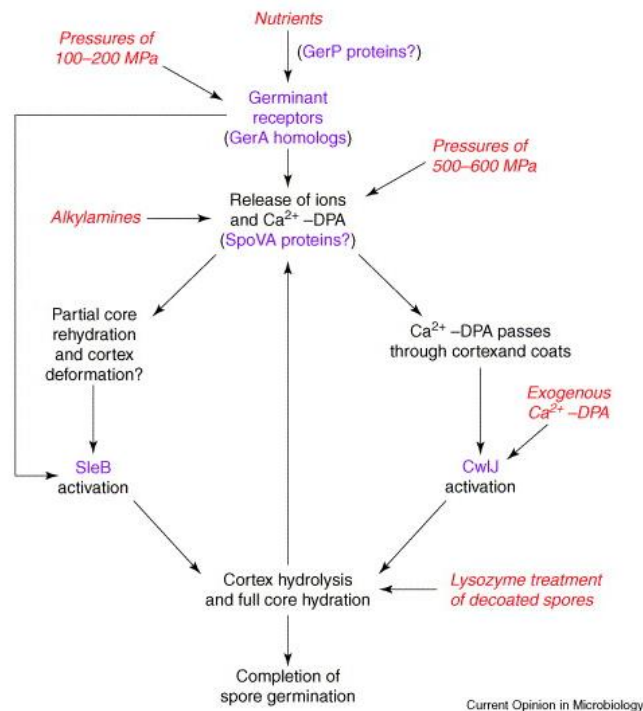 Nutrients
Pressures of
100–200 MPa
(GerP proteins?)
Germinant
receptors
(GerA homologs)
Pressures of
500–600 MPa
Release of ions
and Ca²⁺ –DPA
(SpoVA proteins?)
Alkylamines
Partial core
rehydration
and cortex
deformation?
Ca²⁺ –DPA passes
through cortexand coats
Exogenous
Ca²⁺ –DPA
SleB
activation
CwlJ
activation
Cortex hydrolysis
and full core hydration
Lysozyme treatment
of decoated spores
Completion of
spore germination
Current Opinion in Microbiology